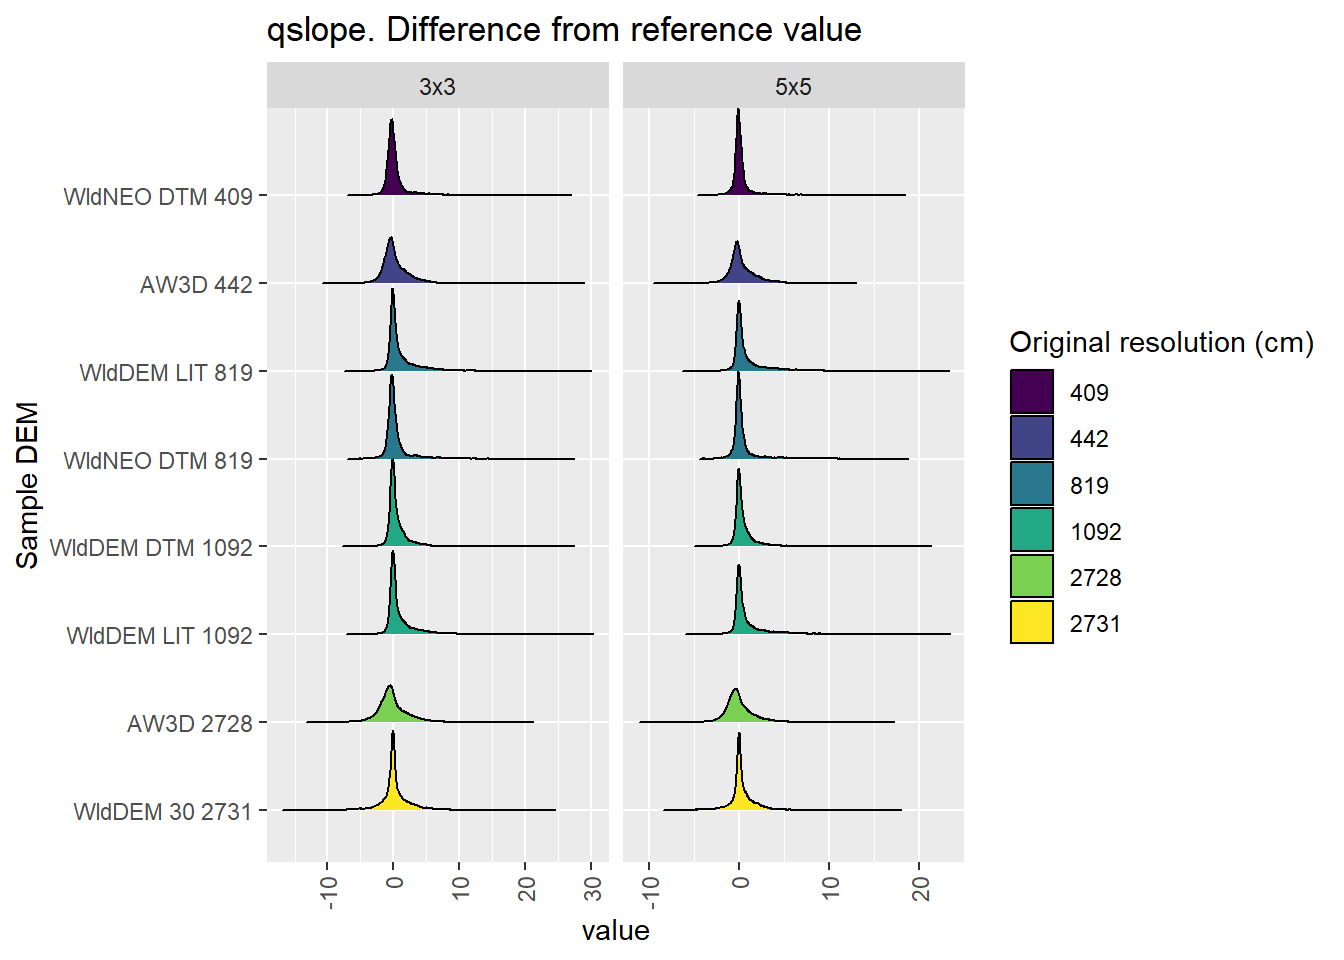 qslope. Difference from reference value
3x3
5x5
WldNEO DTM 409
AW3D 442
WldDEM LIT 819
WldNEO DTM 819
WldDEM DTM 1092
WldDEM LIT 1092
AW3D 2728
WldDEM 30 2731
Sample DEM
-10 0 10 20 30
-10 0 10 20
value
Original resolution (cm)
409
442
819
1092
2728
2731